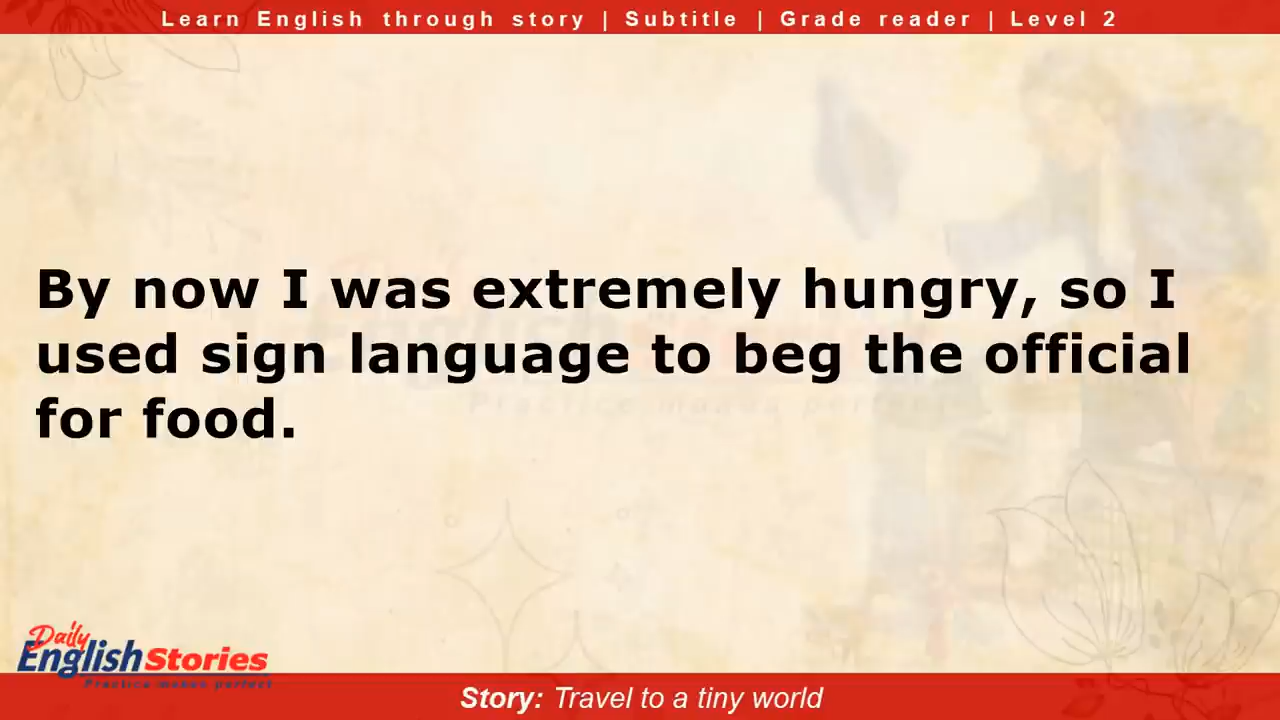 Learn English through story | Subtitle | Grade reader | Level 2
By now I was extremely hungry, so I
used sign language to beg the official
for food.
Daily
English Stories
Practice makes perfect
Story: Travel to a tiny world